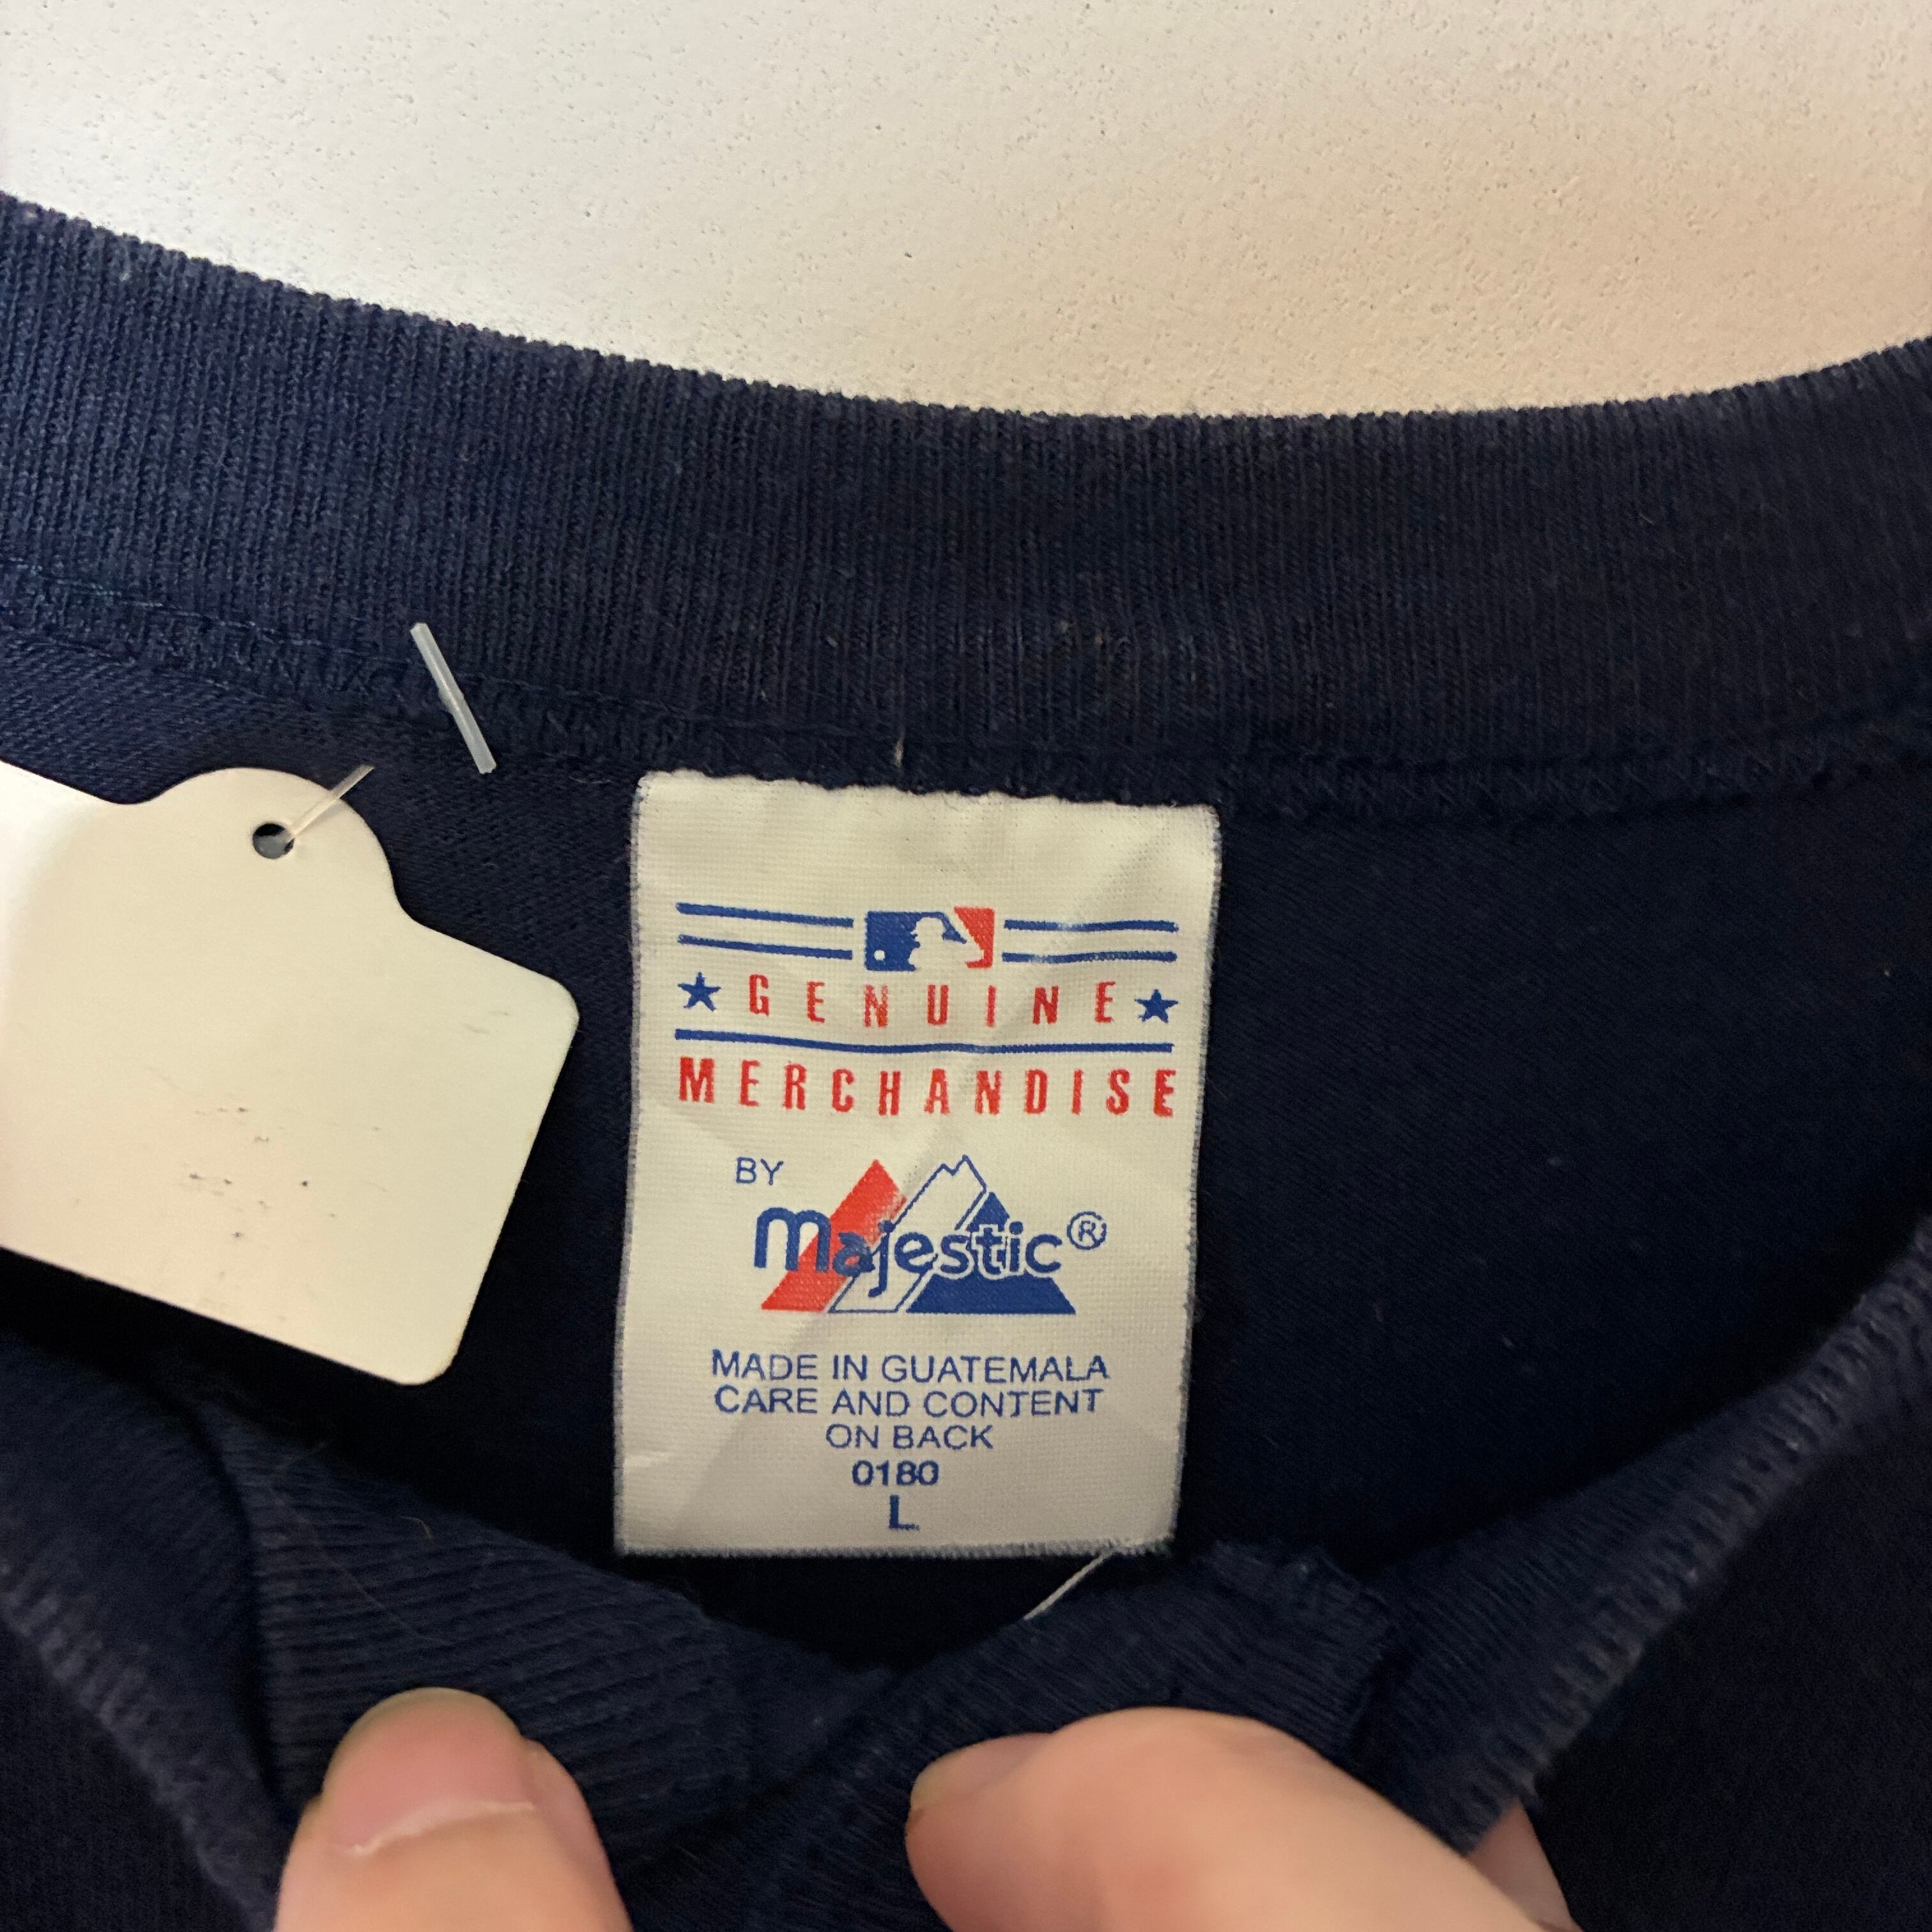 GENUINE
MERCHANDISE
BY
Majestic®
MADE IN GUATEMALA
CARE AND CONTENT
ON BACK
0180
L